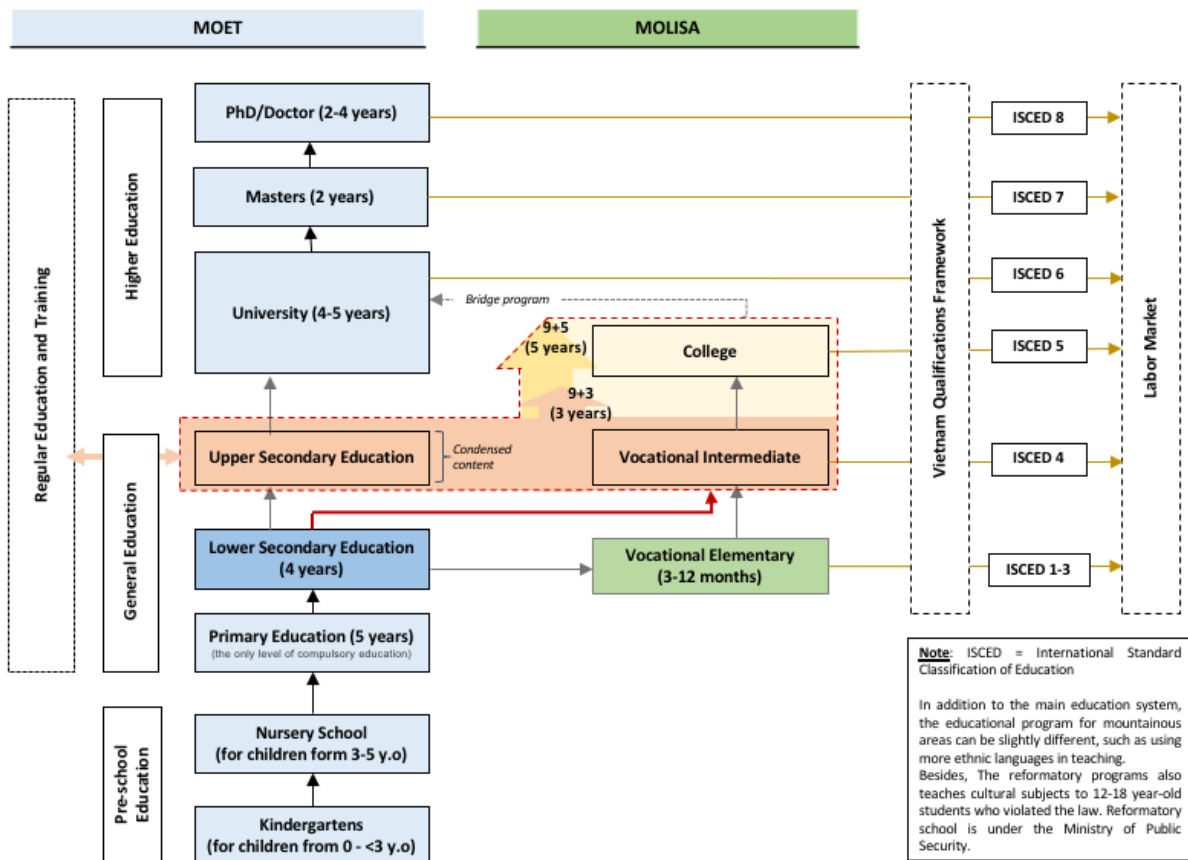 MOET
MOLISA
Regular Education and Training
Higher Education
General Education
Pre-school
Education
PhD/Doctor (2-4 years)
Masters (2 years)
University (4-5 years)
Bridge program
9+5
(5 years)
College
9+3
(3 years)
Upper Secondary Education
Condensed
content
Vocational Intermediate
Lower Secondary Education
(4 years)
Vocational Elementary
(3-12 months)
Primary Education (5 years)
(the only level of compulsory education)
Nursery School
(for children form 3-5 y.o)
Kindergartens
(for children from 0 - <3 y.o)
Vietnam Qualifications Framework
ISCED 8
ISCED 7
ISCED 6
ISCED 5
ISCED 4
ISCED 1-3
Labor Market
Note: ISCED = International Standard
Classification of Education
In addition to the main education system,
the educational program for mountainous
areas can be slightly different, such as using
more ethnic languages in teaching.
Besides, The reformatory programs also
teaches cultural subjects to 12-18 year-old
students who violated the law. Reformatory
school is under the Ministry of Public
Security.